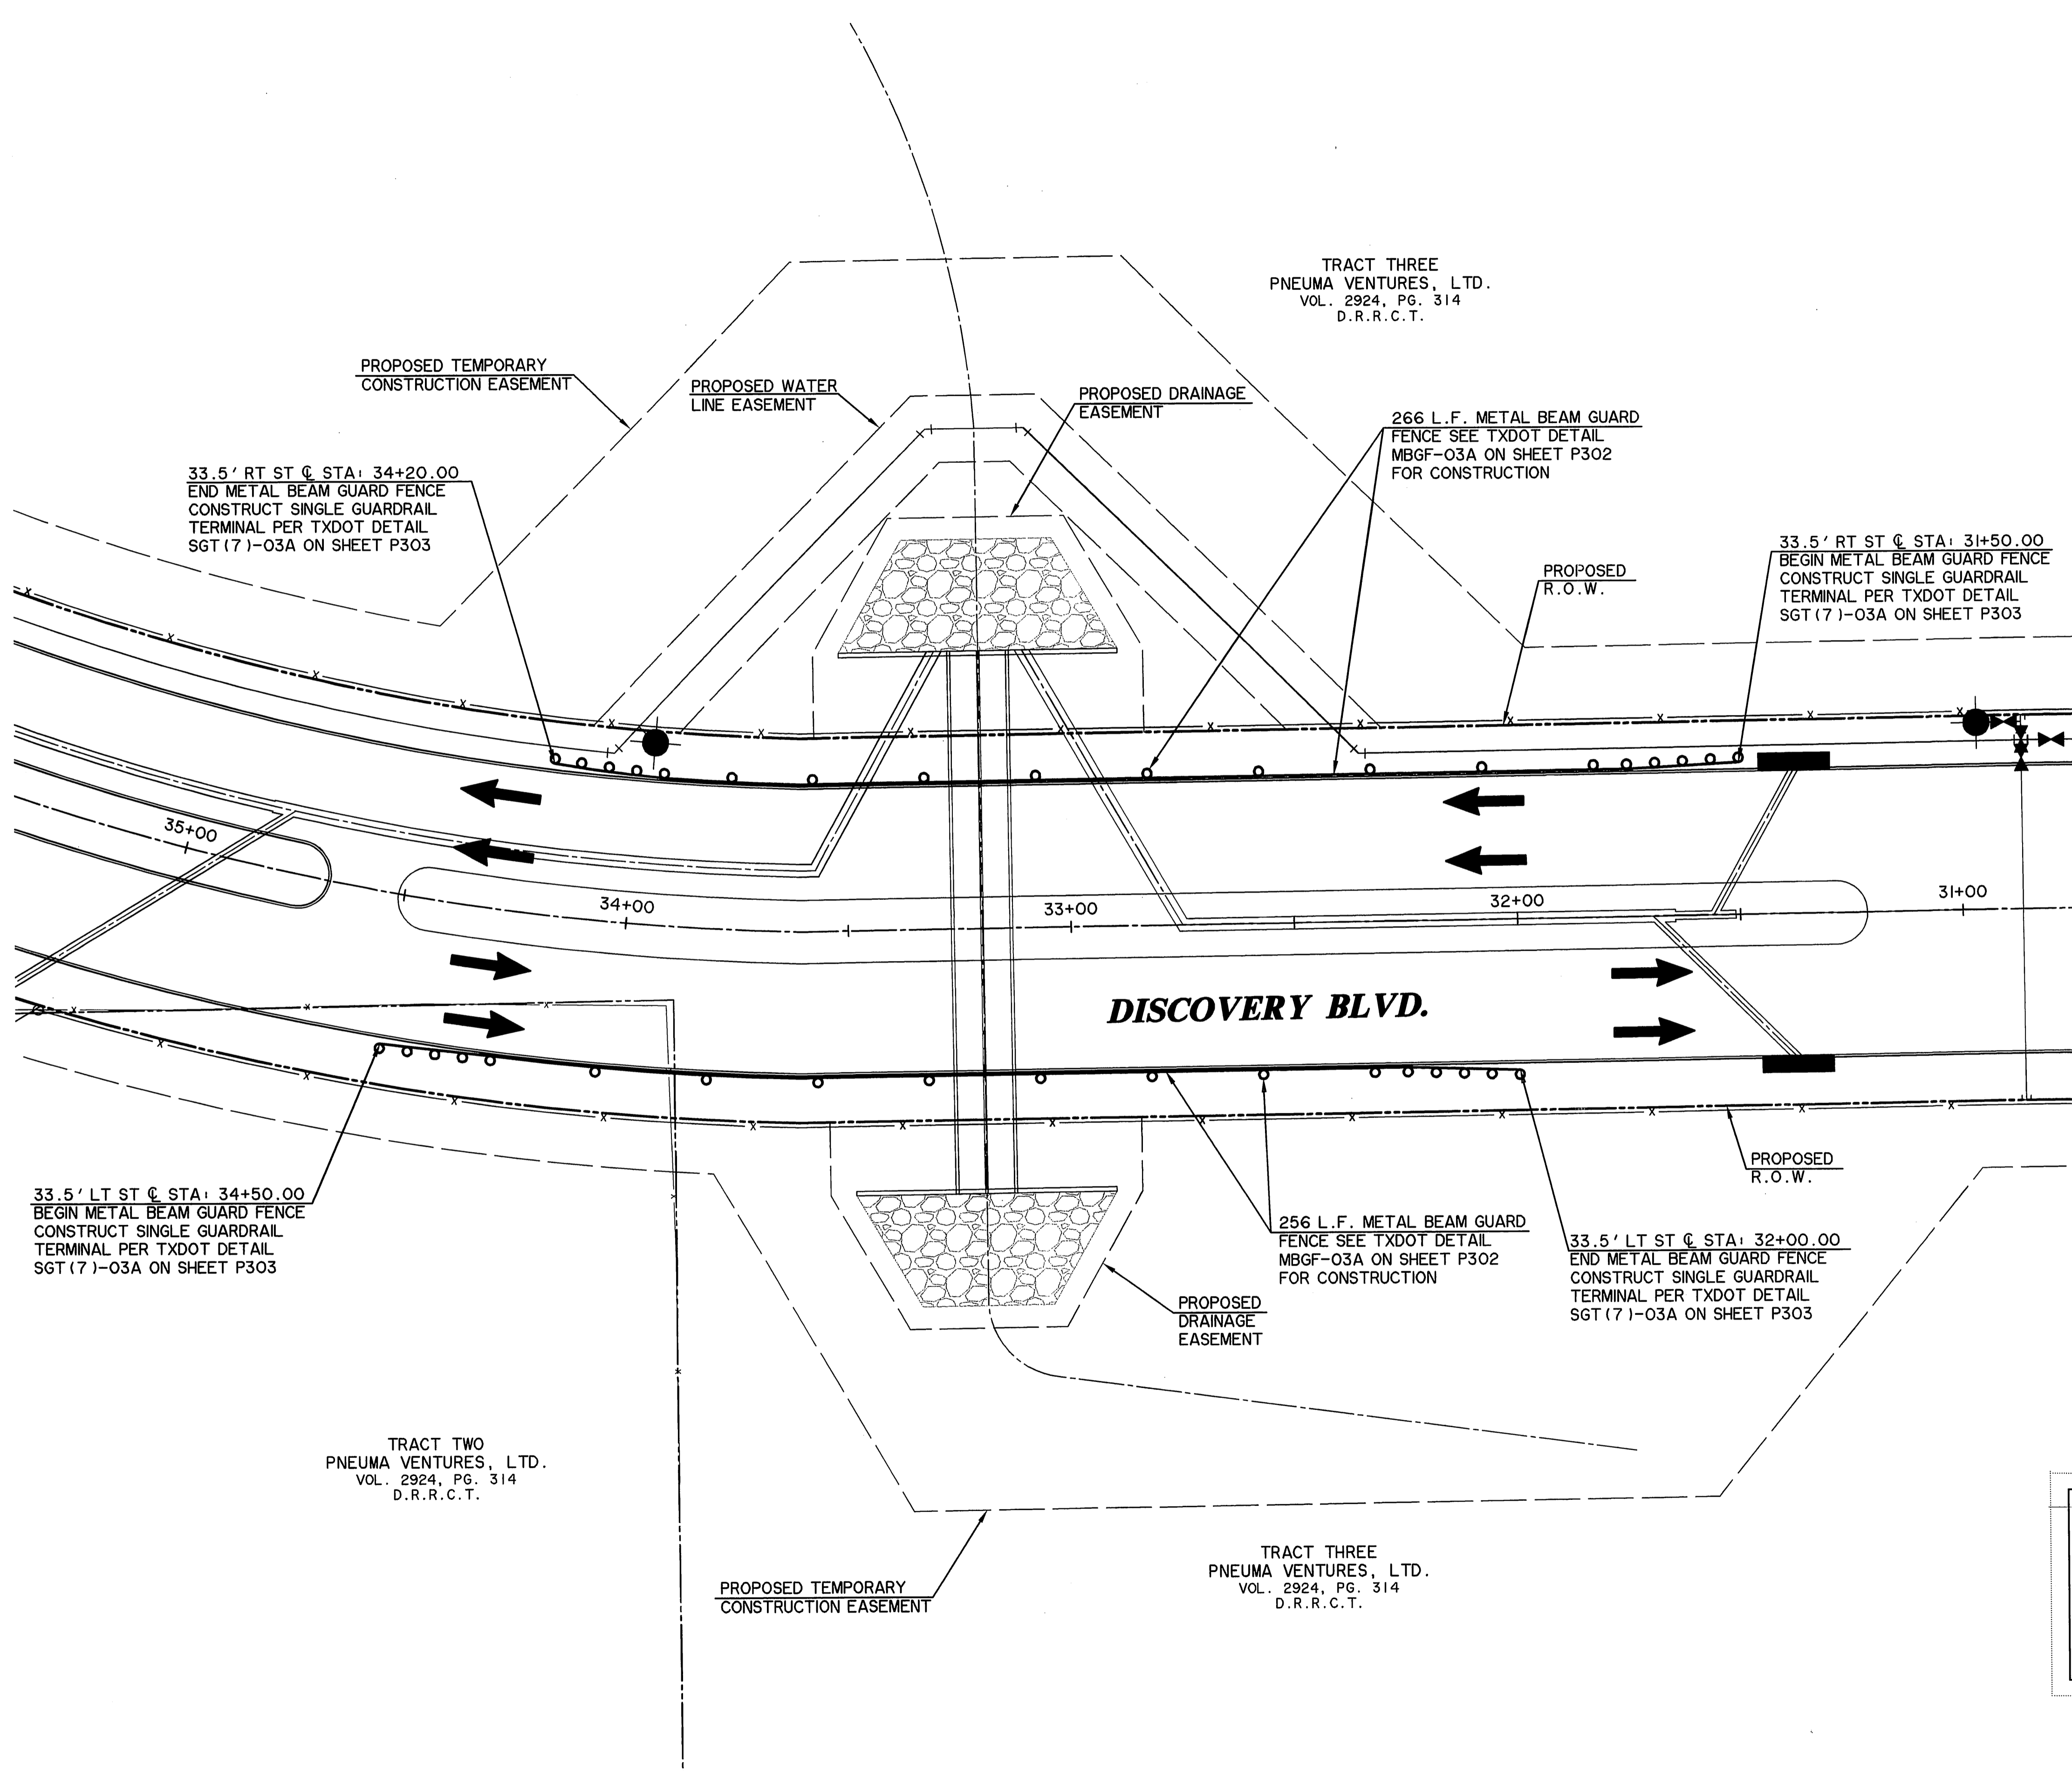 TRACT THREE
PNEUMA VENTURES, LTD.
VOL. 2924, PG. 314
D.R.R.C.T.
PROPOSED TEMPORARY
CONSTRUCTION EASEMENT
PROPOSED WATER
LINE EASEMENT
PROPOSED DRAINAGE
EASEMENT
266 L.F. METAL BEAM GUARD
FENCE SEE TXDOT DETAIL
MBGF-03A ON SHEET P302
FOR CONSTRUCTION
33.5' RT ST ℄ STA: 34+20.00
END METAL BEAM GUARD FENCE
CONSTRUCT SINGLE GUARDRAIL
TERMINAL PER TXDOT DETAIL
SGT(7)-03A ON SHEET P303
PROPOSED
R.O.W.
33.5' RT ST ℄ STA: 31+50.00
BEGIN METAL BEAM GUARD FENCE
CONSTRUCT SINGLE GUARDRAIL
TERMINAL PER TXDOT DETAIL
SGT(7)-03A ON SHEET P303
35+00
34+00
33+00
32+00
31+00
DISCOVERY BLVD.
PROPOSED
R.O.W.
33.5' LT ST ℄ STA: 34+50.00
BEGIN METAL BEAM GUARD FENCE
CONSTRUCT SINGLE GUARDRAIL
TERMINAL PER TXDOT DETAIL
SGT(7)-03A ON SHEET P303
256 L.F. METAL BEAM GUARD
FENCE SEE TXDOT DETAIL
MBGF-03A ON SHEET P302
FOR CONSTRUCTION
33.5' LT ST ℄ STA: 32+00.00
END METAL BEAM GUARD FENCE
CONSTRUCT SINGLE GUARDRAIL
TERMINAL PER TXDOT DETAIL
SGT(7)-03A ON SHEET P303
PROPOSED
DRAINAGE
EASEMENT
TRACT TWO
PNEUMA VENTURES, LTD.
VOL. 2924, PG. 314
D.R.R.C.T.
TRACT THREE
PNEUMA VENTURES, LTD.
VOL. 2924, PG. 314
D.R.R.C.T.
PROPOSED TEMPORARY
CONSTRUCTION EASEMENT